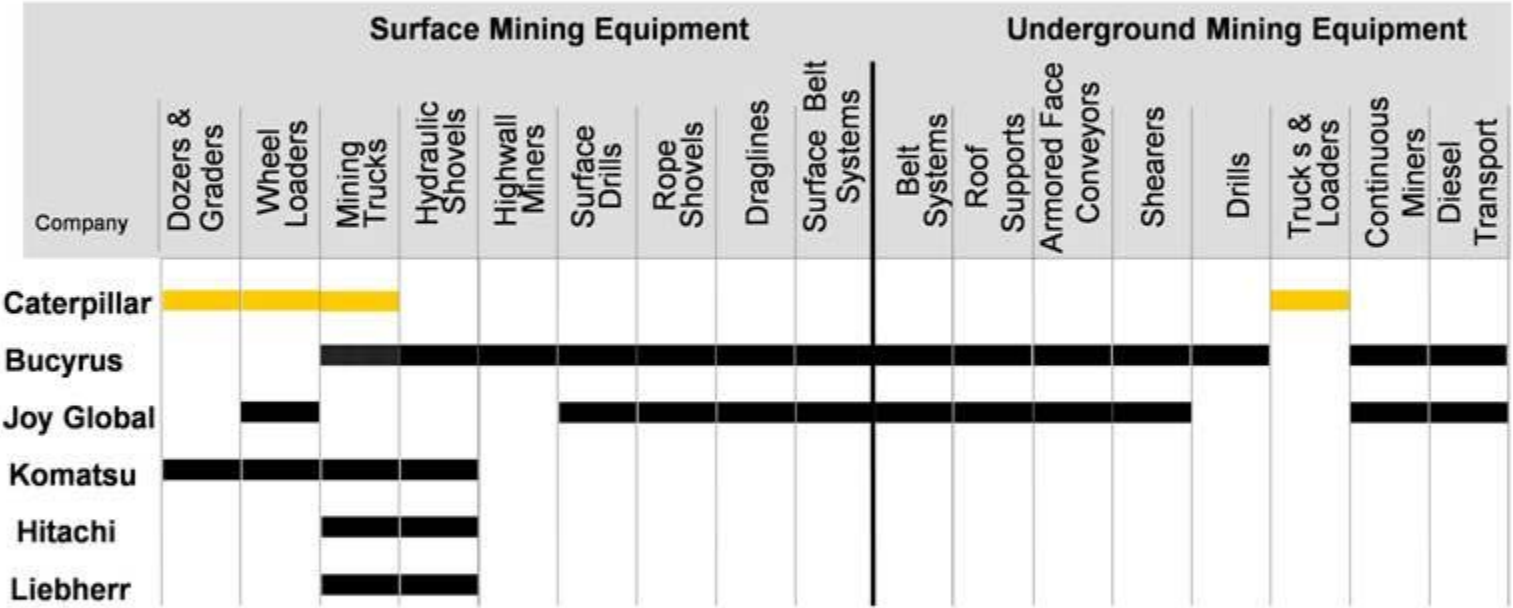 Surface Mining Equipment
Underground Mining Equipment
Company
Dozers &
Graders
Wheel
Loaders
Mining
Trucks
Hydraulic
Shovels
Highwall
Miners
Surface
Drills
Rope
Shovels
Draglines
Surface Belt
Systems
Belt
Systems
Roof
Supports
Armored Face
Conveyors
Shearers
Drills
Truck s &
Loaders
Continuous
Miners
Diesel
Transport
Caterpillar
Bucyrus
Joy Global
Komatsu
Hitachi
Liebherr